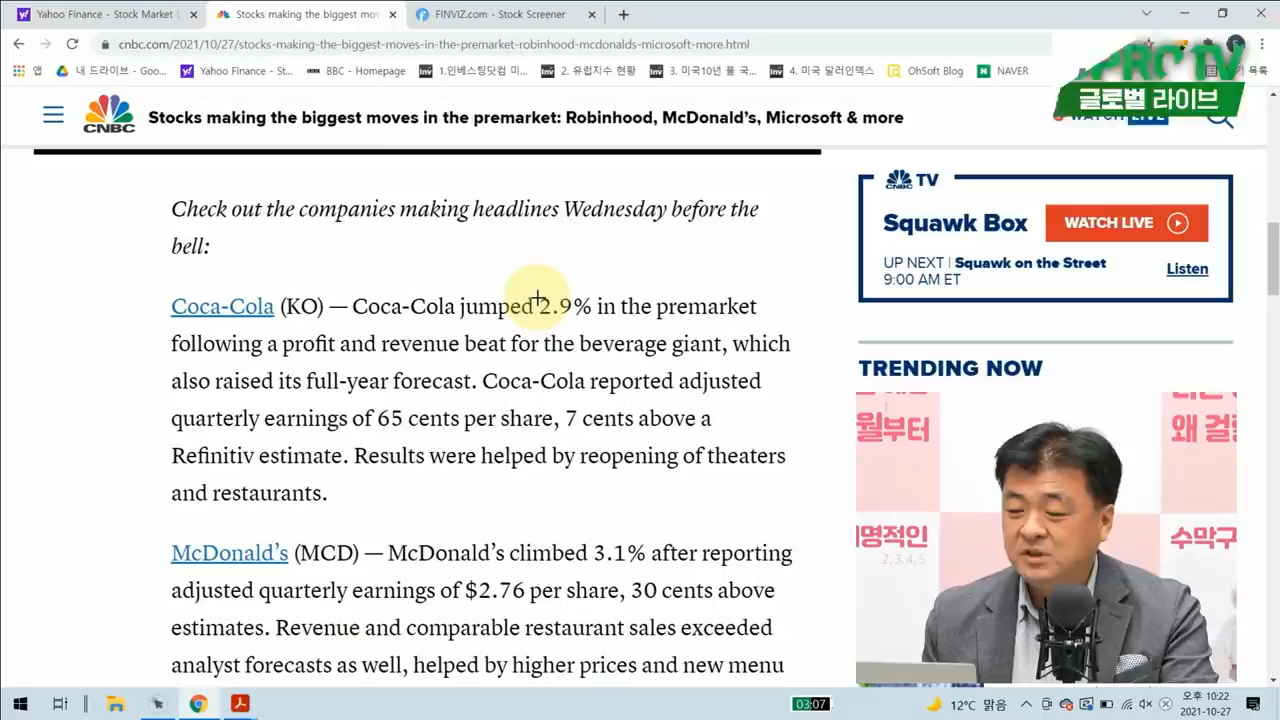 Yahoo Finance - Stock Market L
Stocks making the biggest mov
FINVIZ.com - Stock Screener
cnbc.com/2021/10/27/stocks-making-the-biggest-moves-in-the-premarket-robinhood-mcdonalds-microsoft-more.html
앱
내 드라이브 - Goo...
Yahoo Finance - St...
BBC - Homepage
1.인베스팅닷컴 미...
2. 유럽지수 현황
3. 미국10년 물 국...
4. 미국 달러인덱스
OhSoft Blog
NAVER
글로벌 라이브
CNBC
Stocks making the biggest moves in the premarket: Robinhood, McDonald's, Microsoft & more
WATCH LIVE
Check out the companies making headlines Wednesday before the
bell:
Coca-Cola (KO) — Coca-Cola jumped 2.9% in the premarket
following a profit and revenue beat for the beverage giant, which
also raised its full-year forecast. Coca-Cola reported adjusted
quarterly earnings of 65 cents per share, 7 cents above a
Refinitiv estimate. Results were helped by reopening of theaters
and restaurants.
McDonald's (MCD) — McDonald's climbed 3.1% after reporting
adjusted quarterly earnings of $2.76 per share, 30 cents above
estimates. Revenue and comparable restaurant sales exceeded
analyst forecasts as well, helped by higher prices and new menu
CNBC TV
Squawk Box
WATCH LIVE
UP NEXT | Squawk on the Street
9:00 AM ET
Listen
TRENDING NOW
월부터
왜 걸
명적인
2.3.4.5
수막구
03:07
12°C 맑음
오후 10:22
2021-10-27